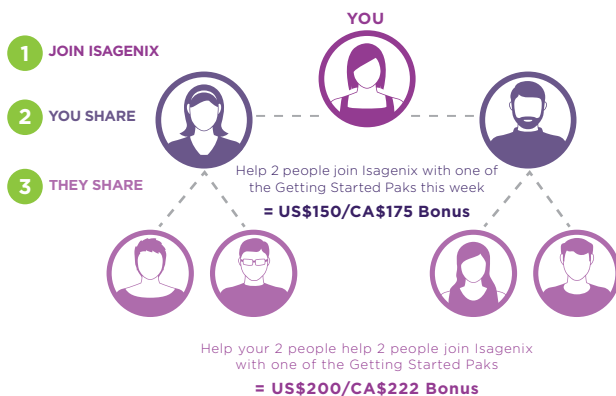 YOU
1 JOIN ISAGENIX
2 YOU SHARE
3 THEY SHARE
Help 2 people join Isagenix with one of
the Getting Started Paks this week
= US$150/CA$175 Bonus
Help your 2 people help 2 people join Isagenix
with one of the Getting Started Paks
= US$200/CA$222 Bonus